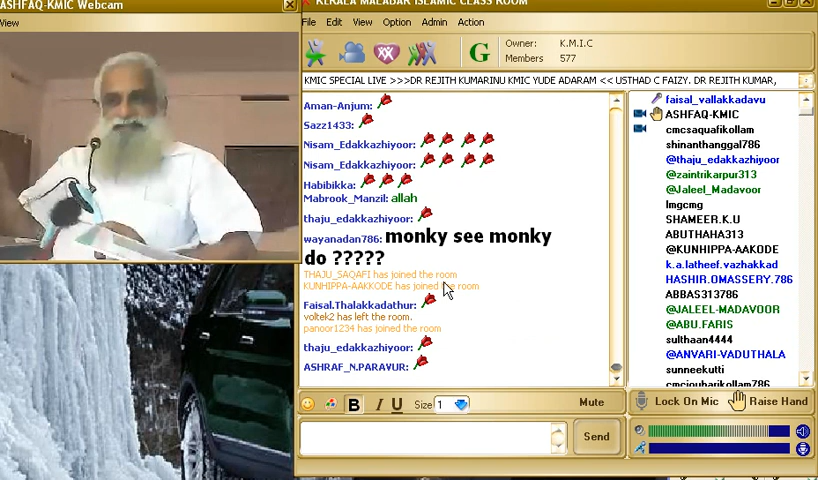 ASHFAQ-KMIC Webcam
View
KERALA MALABAR ISLAMIC CLASS ROOM
File Edit View Option Admin Action
G
Owner: K.M.I.C
Members 577
KMIC SPECIAL LIVE >>>DR REJITH KUMARINU KMIC YUDE ADARAM << USTHAD C FAIZY. DR REJITH KUMAR,
Aman-Anjum:
Sazz1433:
Nisam_Edakkazhiyoor:
Nisam_Edakkazhiyoor:
Habibikka:
Mabrook_Manzil: allah
thaju_edakkazhiyoor:
wayanadan786: monky see monky
do ?????
THAJU_SAQAFI has joined the room
KUNHIPPA-AAKKODE has joined the room
Faisal.Thalakkadathur:
voltek2 has left the room.
panoor1234 has joined the room
thaju_edakkazhiyoor:
ASHRAF_N.PARAVUR:
faisal_vallakkadavu
ASHFAQ-KMIC
cmcsaquafikollam
shinanthanggal786
@thaju_edakkazhiyoor
@zaintrikarpur313
@Jaleel_Madavoor
lmgcmg
SHAMEER.K.U
ABUTHAHA313
@KUNHIPPA-AAKODE
k.a.latheef.vazhakkad
HASHIR.OMASSERY.786
ABBAS313786
@JALEEL-MADAVOOR
@ABU.FARIS
sulthaan4444
@ANVARI-VADUTHALA
sunneekutti
cmcjouharikollam786
B I U Size 1 Mute
Lock On Mic Raise Hand
Send